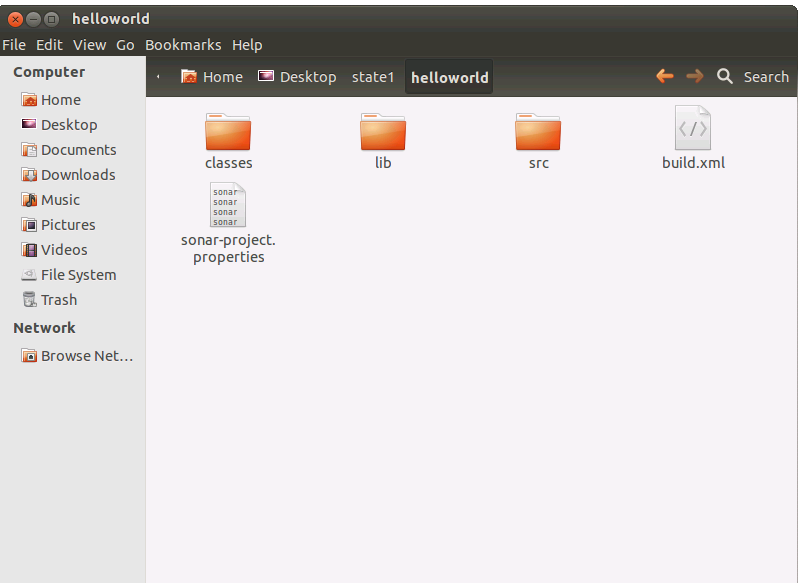 helloworld
File Edit View Go Bookmarks Help
Computer
Home
Desktop
Documents
Downloads
Music
Pictures
Videos
File System
Trash
Network
Browse Net...
Home Desktop state1 helloworld Search
classes
lib
src
build.xml
sonar
sonar
sonar
sonar
sonar-project.
properties